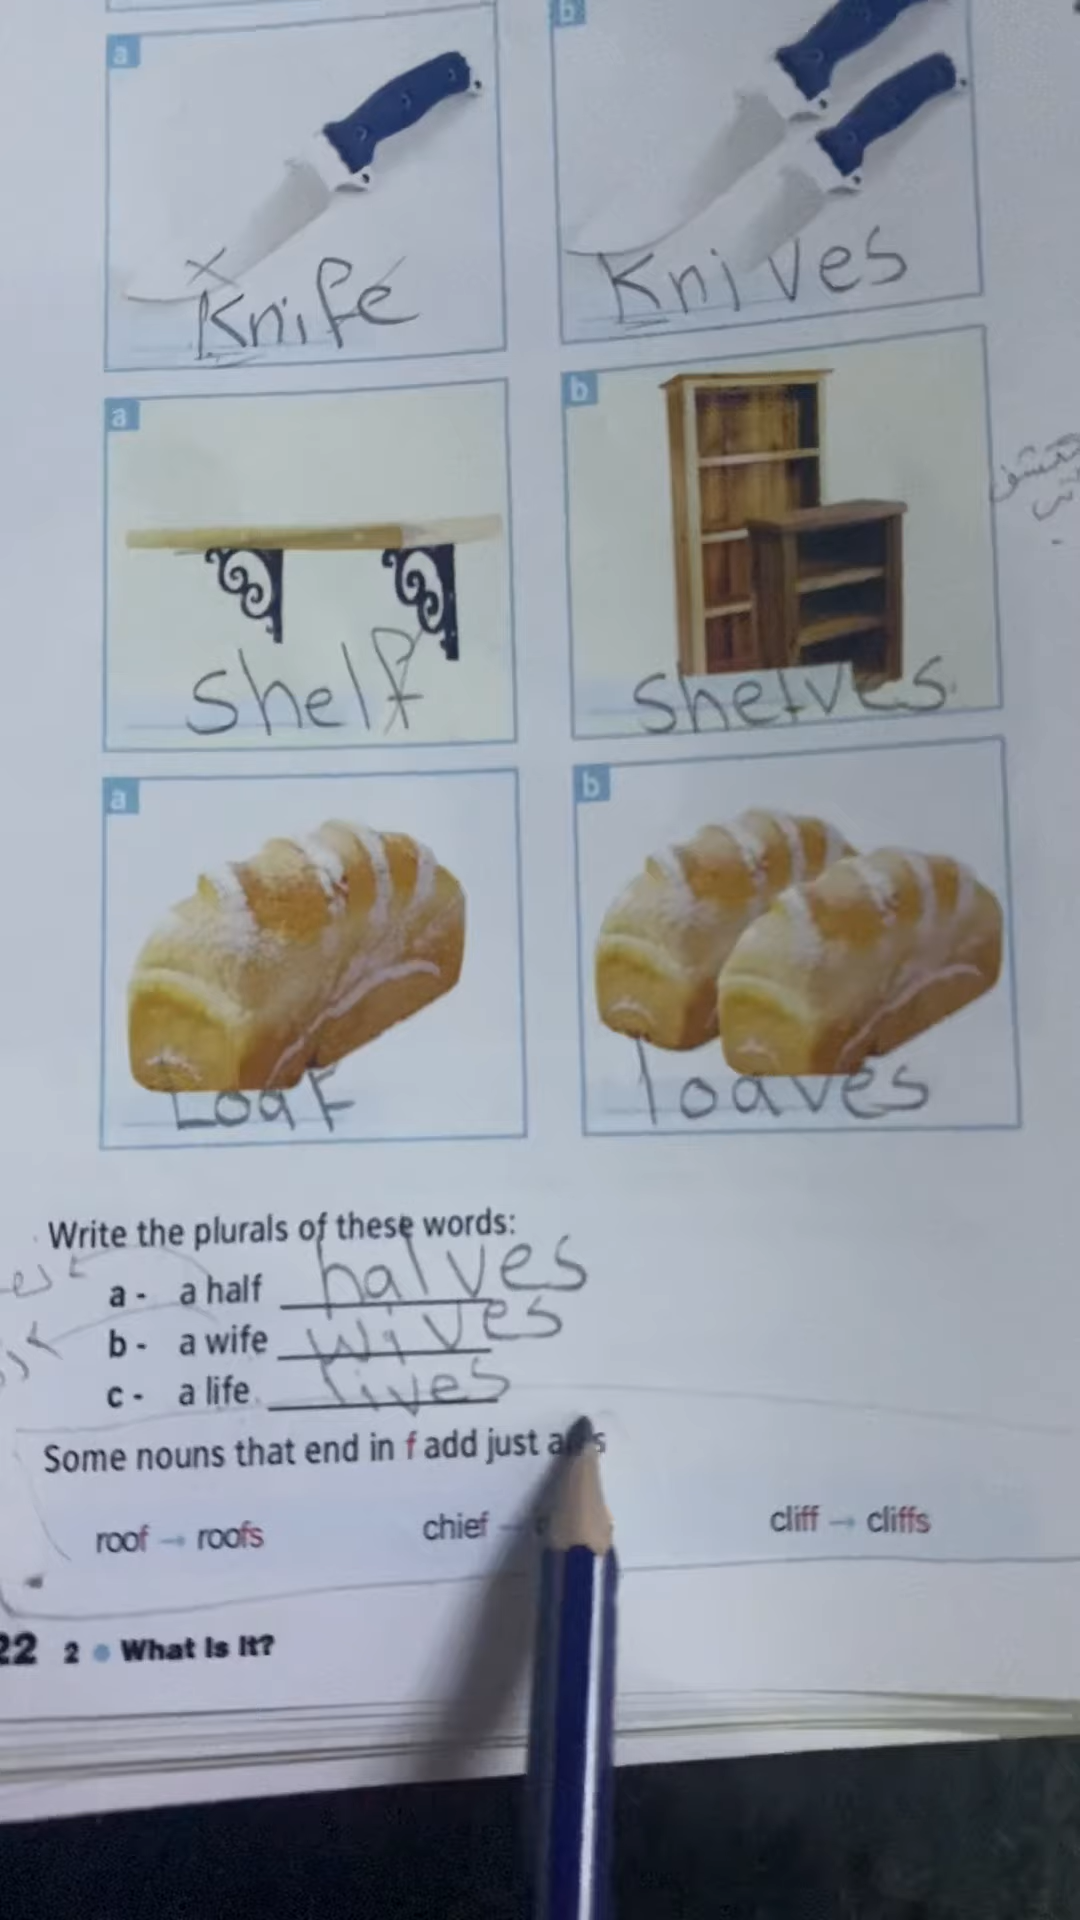 a
b
Knife
Knives
a
b
shelf
shelves
a
b
Loaf
loaves
Write the plurals of these words:
a - a half halves
b - a wife wives
c - a life lives
Some nouns that end in f add just
roof → roofs chief → cliff → cliffs
22 2 • What Is It?